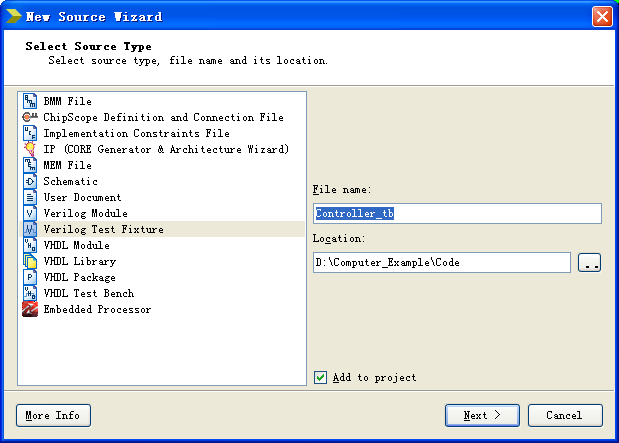 New Source Wizard
Select Source Type
Select source type, file name and its location.
BMM File
ChipScope Definition and Connection File
Implementation Constraints File
IP (CORE Generator & Architecture Wizard)
MEM File
Schematic
User Document
Verilog Module
Verilog Test Fixture
VHDL Module
VHDL Library
VHDL Package
VHDL Test Bench
Embedded Processor
File name:
Controller_tb
Location:
D:\Computer_Example\Code
..
Add to project
More Info
Next >
Cancel